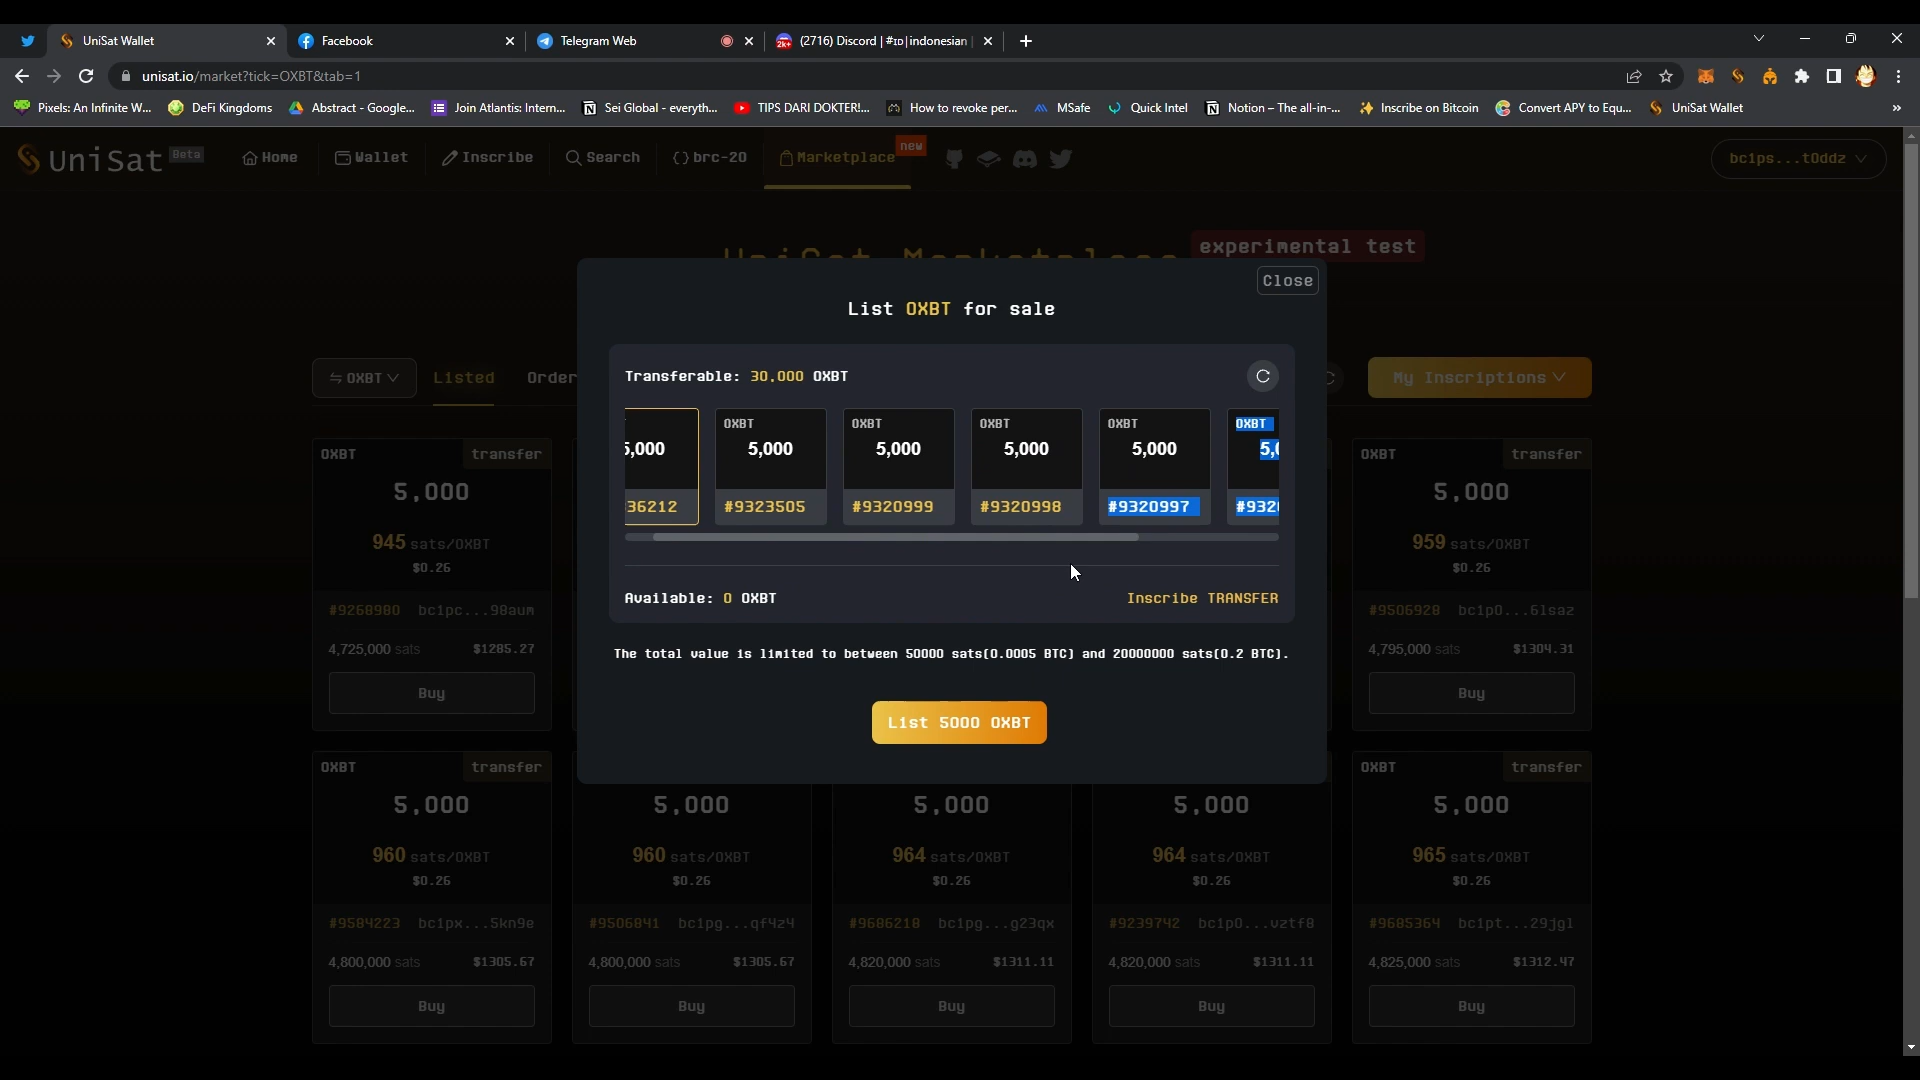 UniSat Wallet
Facebook
Telegram Web
(2716) Discord | #ID|indonesian
unisat.io/market?tick=OXBT&tab=1
Pixels: An Infinite W...
DeFi Kingdoms
Abstract - Google...
Join Atlantis: Intern...
Sei Global - everyth...
TIPS DARI DOKTER!...
How to revoke per...
MSafe
Quick Intel
Notion – The all-in-...
Inscribe on Bitcoin
Convert APY to Equ...
UniSat Wallet
UniSat Beta
Home
Wallet
Inscribe
Search
brc-20
Marketplace
new
bc1ps...t0ddz
experimental test
Close
List OXBT for sale
OXBT
Listed
Order
My Inscriptions
Transferable: 30,000 OXBT
5,000
36212
OXBT
5,000
#9323505
OXBT
5,000
#9320999
OXBT
5,000
#9320998
OXBT
5,000
#9320997
OXBT
Available: 0 OXBT
Inscribe TRANSFER
The total value is limited to between 50000 sats(0.0005 BTC) and 20000000 sats(0.2 BTC).
List 5000 OXBT
OXBT
transfer
5,000
945 sats/OXBT
$0.26
#9268980 bc1pc...98aum
4,725,000 sats $1285.27
Buy
OXBT
transfer
5,000
959 sats/OXBT
$0.26
#9506928 bc1p0...6lsaz
4,795,000 sats $1304.31
Buy
OXBT
transfer
5,000
960 sats/OXBT
$0.26
#9584223 bc1px...5kn9e
4,800,000 sats $1305.67
Buy
5,000
960 sats/OXBT
$0.26
#9506841 bc1pg...qf4z4
4,800,000 sats $1305.67
Buy
5,000
964 sats/OXBT
$0.26
#9686218 bc1pg...g23qx
4,820,000 sats $1311.11
Buy
5,000
964 sats/OXBT
$0.26
#9239742 bc1p0...vztf8
4,820,000 sats $1311.11
Buy
OXBT
transfer
5,000
965 sats/OXBT
$0.26
#9685364 bc1pt...29jgl
4,825,000 sats $1312.47
Buy